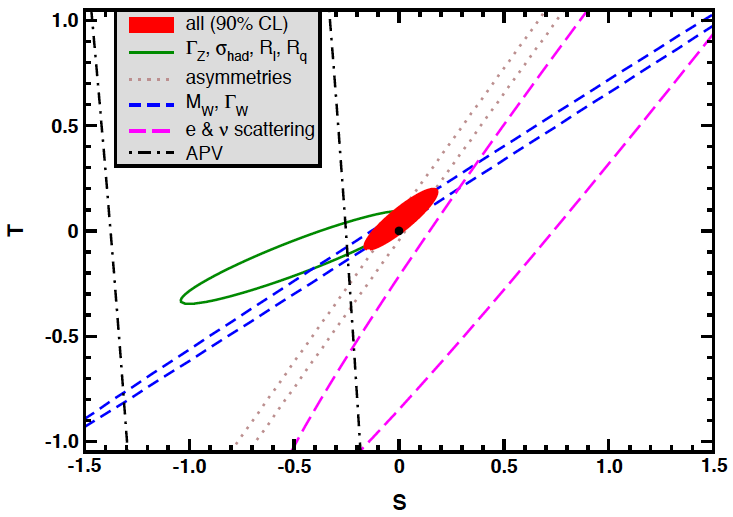 1.0
0.5
0
-0.5
-1.0
T
all (90% CL)
Γ_Z, σ_had, R_l, R_q
asymmetries
M_W, Γ_W
e & ν scattering
APV
-1.5 -1.0 -0.5 0 0.5 1.0 1.5
S